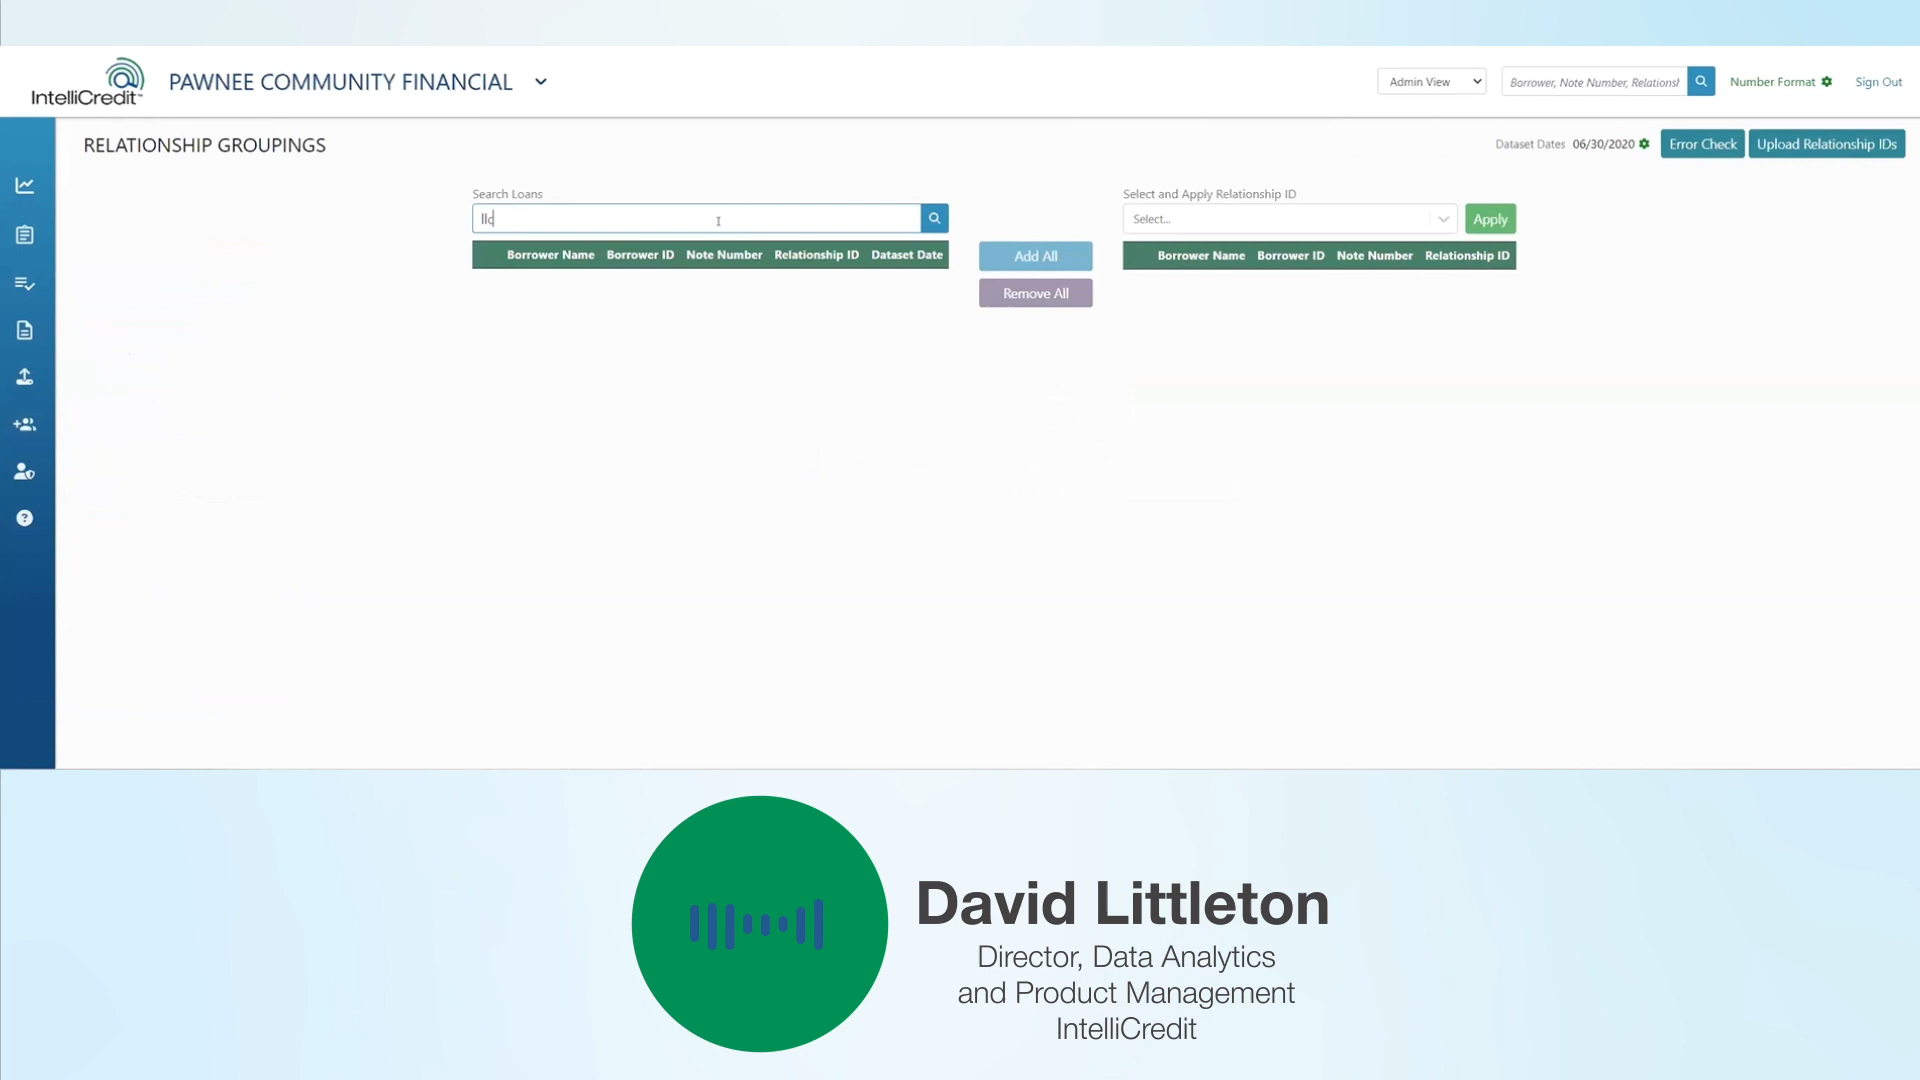 IntelliCredit™
PAWNEE COMMUNITY FINANCIAL
Admin View
Borrower, Note Number, Relationsh
Number Format
Sign Out
RELATIONSHIP GROUPINGS
Dataset Dates 06/30/2020
Error Check
Upload Relationship IDs
Search Loans
llc
Borrower Name Borrower ID Note Number Relationship ID Dataset Date
Add All
Remove All
Select and Apply Relationship ID
Select...
Apply
Borrower Name Borrower ID Note Number Relationship ID
David Littleton
Director, Data Analytics
and Product Management
IntelliCredit